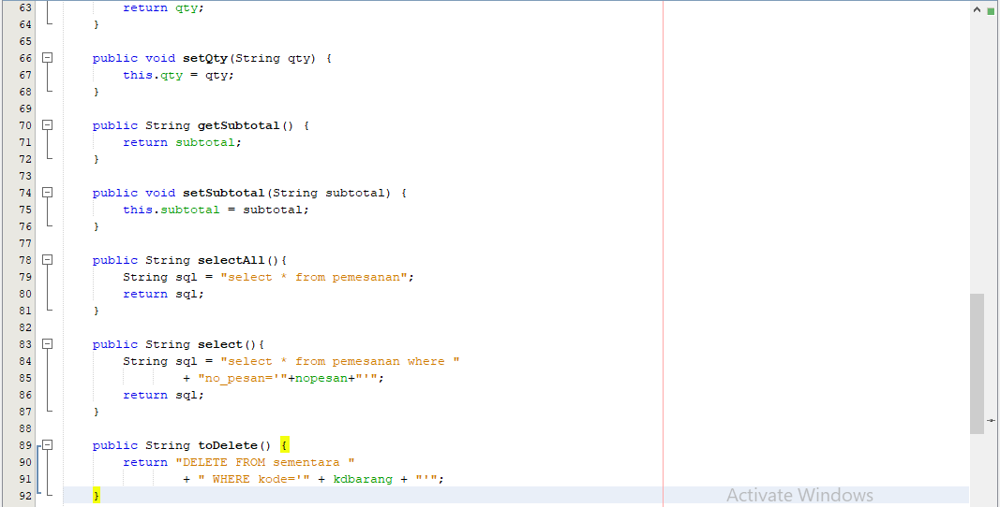 63 return qty;
64 }
65
66 public void setQty(String qty) {
67 this.qty = qty;
68 }
69
70 public String getSubtotal() {
71 return subtotal;
72 }
73
74 public void setSubtotal(String subtotal) {
75 this.subtotal = subtotal;
76 }
77
78 public String selectAll(){
79 String sql = "select * from pemesanan";
80 return sql;
81 }
82
83 public String select(){
84 String sql = "select * from pemesanan where "
85 + "no_pesan='"+nopesan+"'";
86 return sql;
87 }
88
89 public String toDelete() {
90 return "DELETE FROM sementara "
91 + " WHERE kode='" + kdbarang + "'";
92 }
Activate Windows